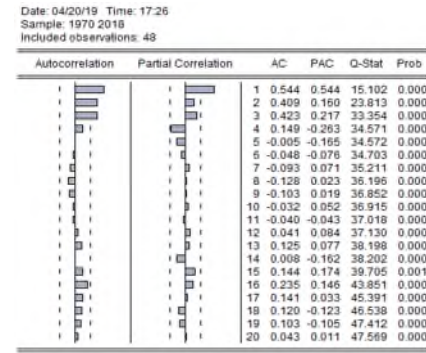 Date: 04/20/19 Time: 17:26
Sample: 1970 2018
Included observations: 48
Autocorrelation Partial Correlation AC PAC Q-Stat Prob
1 0.544 0.544 15.102 0.000
2 0.409 0.160 23.813 0.000
3 0.423 0.217 33.354 0.000
4 0.149 -0.263 34.571 0.000
5 -0.005 -0.165 34.572 0.000
6 -0.048 -0.076 34.703 0.000
7 -0.093 0.071 35.211 0.000
8 -0.128 0.023 36.196 0.000
9 -0.103 0.019 36.852 0.000
10 -0.032 0.052 36.915 0.000
11 -0.040 -0.043 37.018 0.000
12 0.041 0.084 37.130 0.000
13 0.125 0.077 38.198 0.000
14 0.008 -0.162 38.202 0.000
15 0.144 0.174 39.705 0.001
16 0.235 0.146 43.851 0.000
17 0.141 0.033 45.391 0.000
18 0.120 -0.123 46.538 0.000
19 0.103 -0.105 47.412 0.000
20 0.043 0.011 47.569 0.000